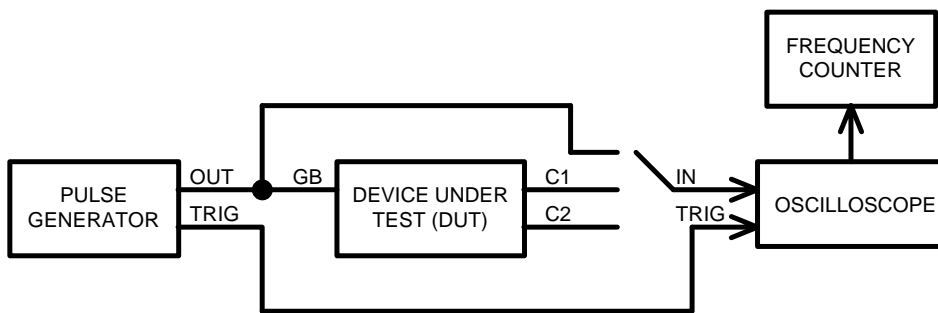 FREQUENCY
COUNTER
OUT
GB
C1
IN
PULSE
GENERATOR
DEVICE UNDER
TEST (DUT)
OSCILLOSCOPE
TRIG
C2
TRIG